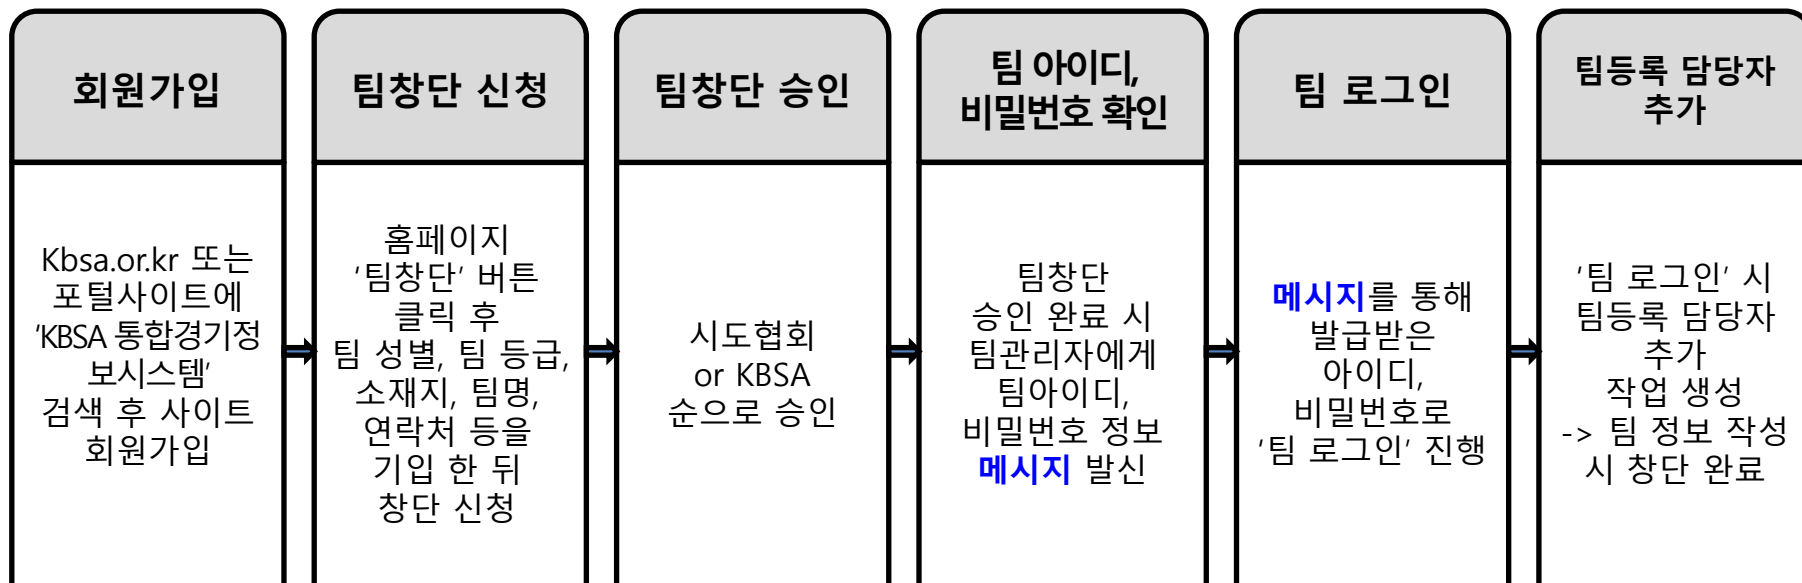 회원가입
Kbsa.or.kr 또는
포털사이트에
'KBSA 통합경기정
보시스템'
검색 후 사이트
회원가입
팀창단 신청
홈페이지
'팀창단' 버튼
클릭 후
팀 성별, 팀 등급,
소재지, 팀명,
연락처 등을
기입 한 뒤
창단 신청
팀창단 승인
시도협회
or KBSA
순으로 승인
팀 아이디,
비밀번호 확인
팀창단
승인 완료 시
팀관리자에게
팀아이디,
비밀번호 정보
메시지 발신
팀 로그인
메시지를 통해
발급받은
아이디,
비밀번호로
'팀 로그인' 진행
팀등록 담당자
추가
'팀 로그인' 시
팀등록 담당자
추가
작업 생성
-> 팀 정보 작성
시 창단 완료